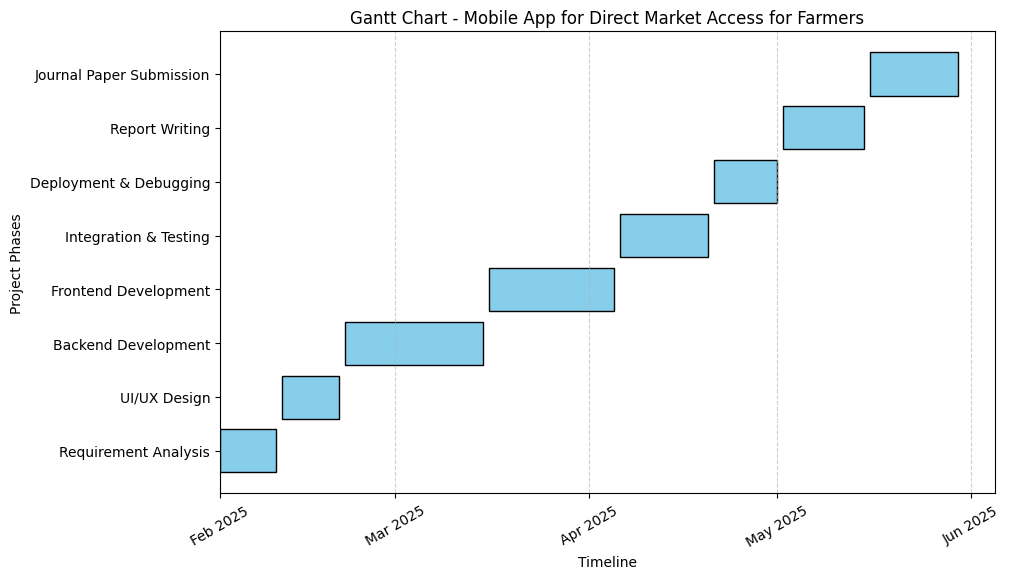 Gantt Chart - Mobile App for Direct Market Access for Farmers
Project Phases
Journal Paper Submission
Report Writing
Deployment & Debugging
Integration & Testing
Frontend Development
Backend Development
UI/UX Design
Requirement Analysis
Feb 2025
Mar 2025
Apr 2025
May 2025
Jun 2025
Timeline